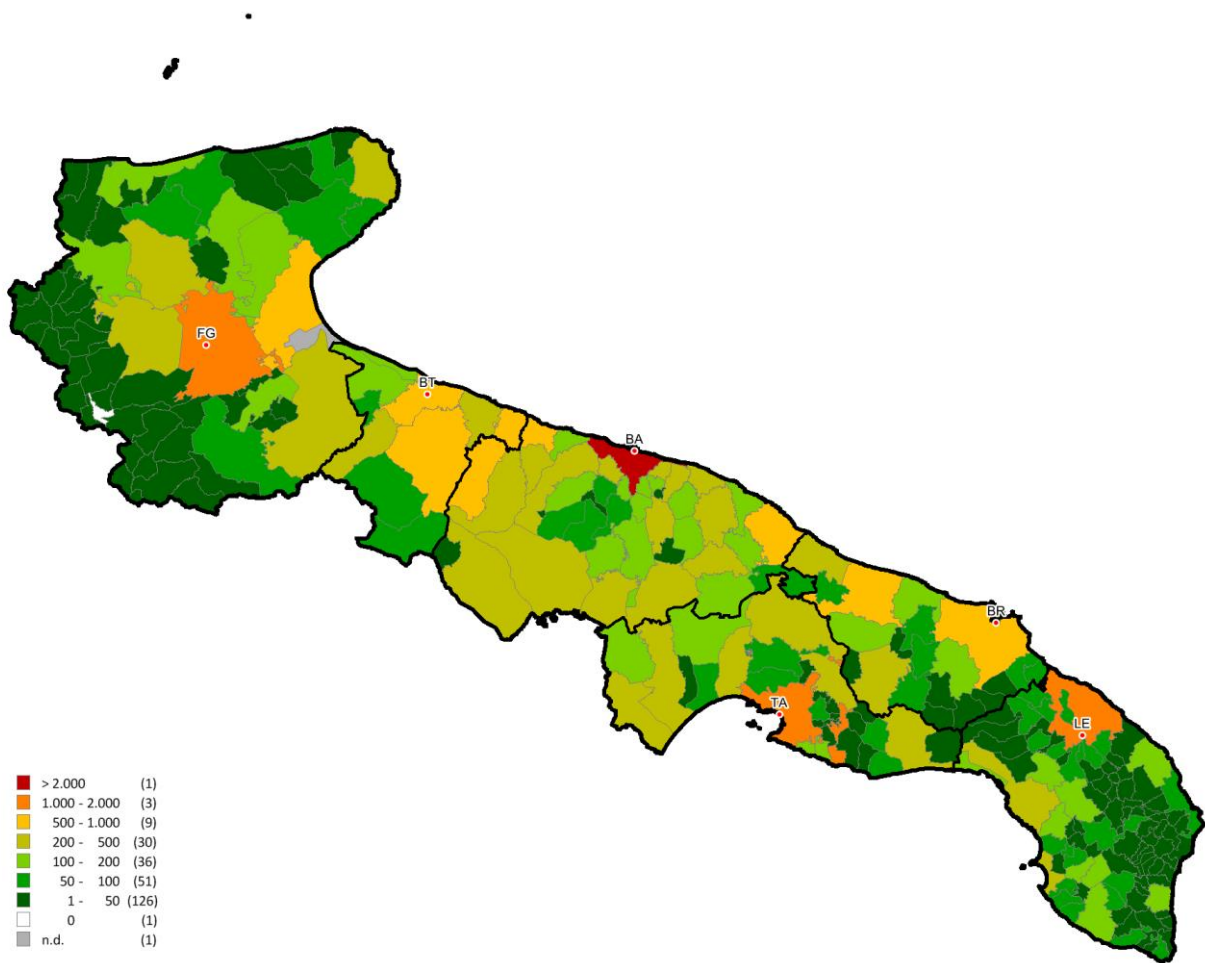 FG
BT
BA
BR
TA
LE
> 2.000 (1)
1.000 - 2.000 (3)
500 - 1.000 (9)
200 - 500 (30)
100 - 200 (36)
50 - 100 (51)
1 - 50 (126)
0 (1)
n.d. (1)